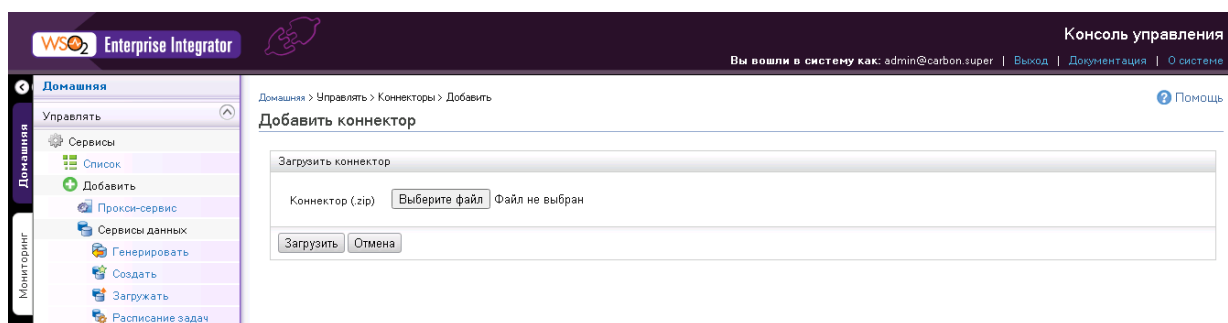 WSO2 Enterprise Integrator
Консоль управления
Вы вошли в систему как: admin@carbon.super | Выход | Документация | О системе
Домашняя
Мониторинг
Домашняя
Управлять
Сервисы
Список
Добавить
Прокси-сервис
Сервисы данных
Генерировать
Создать
Загружать
Расписание задач
Домашняя > Управлять > Коннекторы > Добавить
Помощь
Добавить коннектор
Загрузить коннектор
Коннектор (.zip) Выберите файл Файл не выбран
Загрузить Отмена